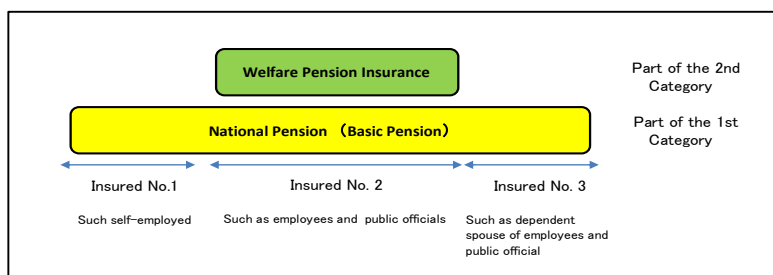 Welfare Pension Insurance
Part of the 2nd
Category
National Pension （Basic Pension）
Part of the 1st
Category
Insured No.1
Insured No. 2
Insured No. 3
Such self-employed
Such as employees and public officials
Such as dependent
spouse of employees and
public official